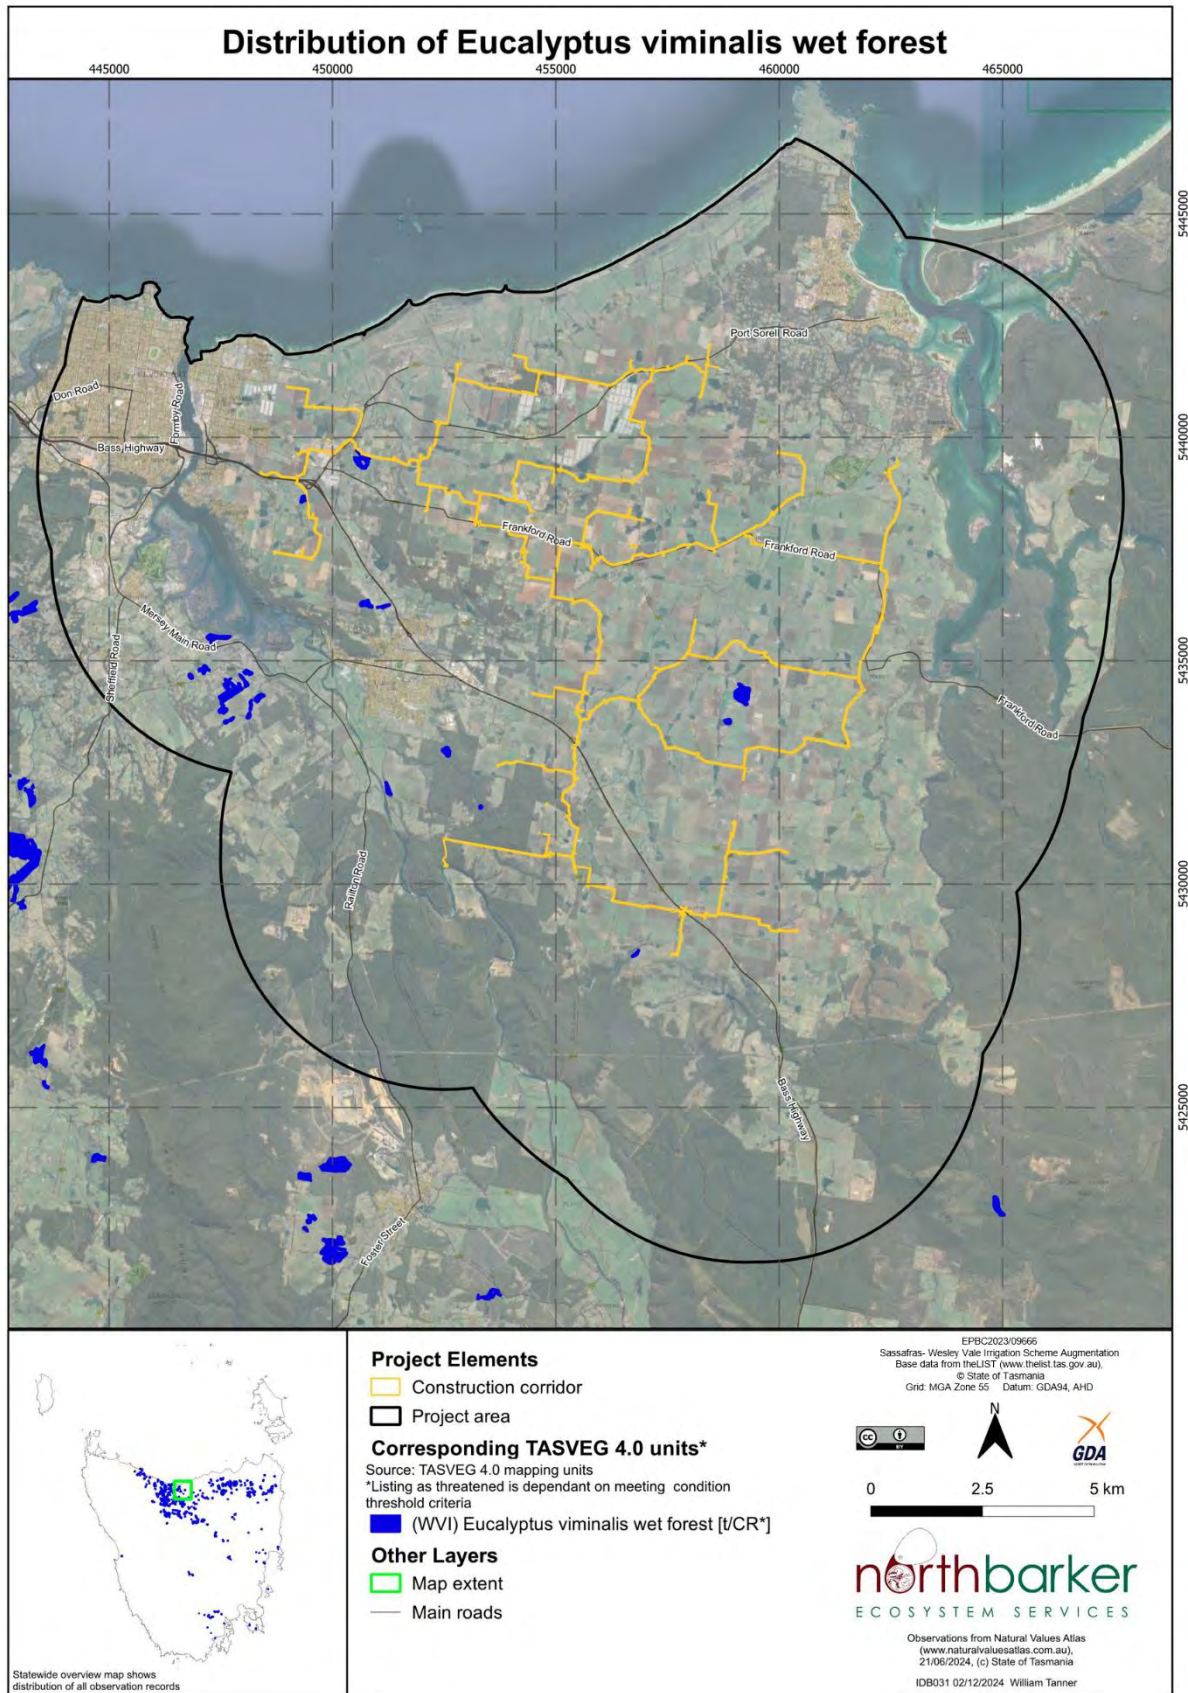 Distribution of Eucalyptus viminalis wet forest
445000 450000 455000 460000 465000
5445000
Port Sorell Road
Don Road
Formby Road
Bass Highway
5440000
Frankford Road
Frankford Road
Mersey Main Road
Sheffield Road
5435000
Frankford Road
Railton Road
5430000
Bass Highway
5425000
Foster Street
Project Elements
Construction corridor
Project area
Corresponding TASVEG 4.0 units*
Source: TASVEG 4.0 mapping units
*Listing as threatened is dependant on meeting condition
threshold criteria
(WVI) Eucalyptus viminalis wet forest [t/CR*]
Other Layers
Map extent
Main roads
Statewide overview map shows
distribution of all observation records
EPBC2023/09666
Sassafras- Wesley Vale Irrigation Scheme Augmentation
Base data from theLIST (www.thelist.tas.gov.au),
© State of Tasmania
Grid: MGA Zone 55 Datum: GDA94, AHD
N
cc
BY
GDA
0 2.5 5 km
northbarker
ECOSYSTEM SERVICES
Observations from Natural Values Atlas
(www.naturalvaluesatlas.com.au),
21/06/2024, (c) State of Tasmania
IDB031 02/12/2024 William Tanner